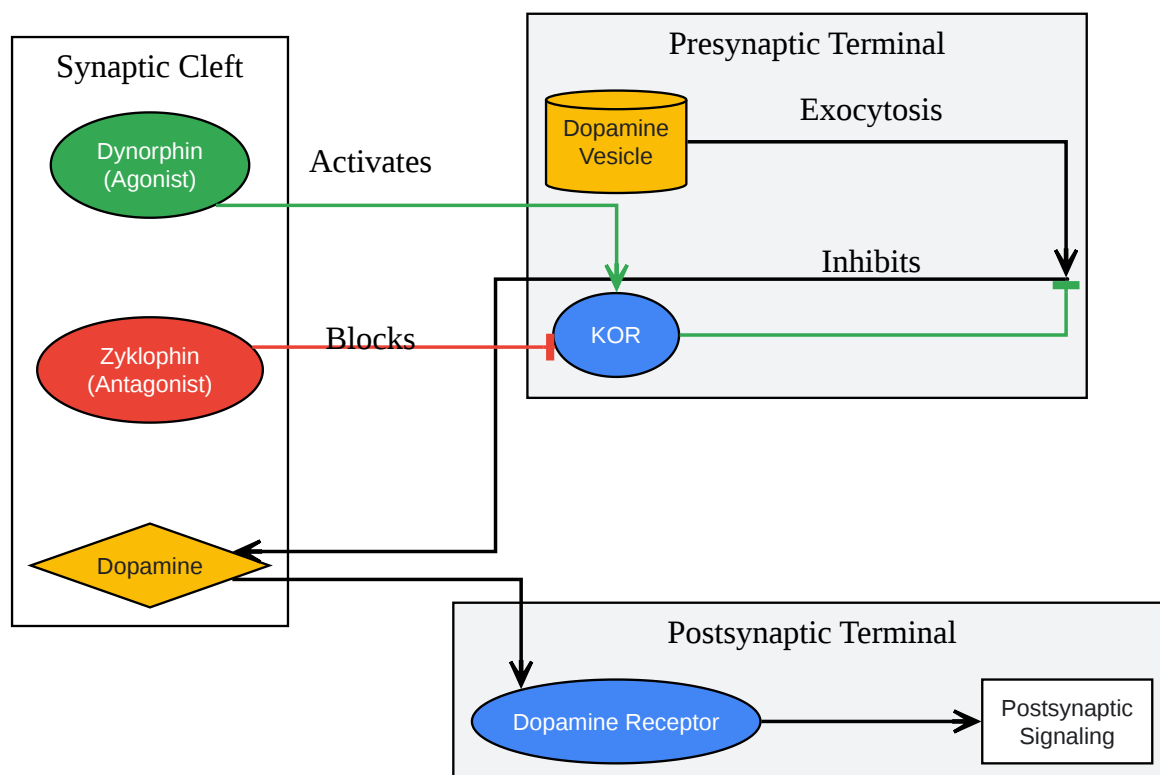 Synaptic Cleft
Dynorphin
(Agonist)
Activates
Zyklophin
(Antagonist)
Blocks
Dopamine
Presynaptic Terminal
Dopamine
Vesicle
Exocytosis
Inhibits
KOR
Postsynaptic Terminal
Dopamine Receptor
Postsynaptic
Signaling